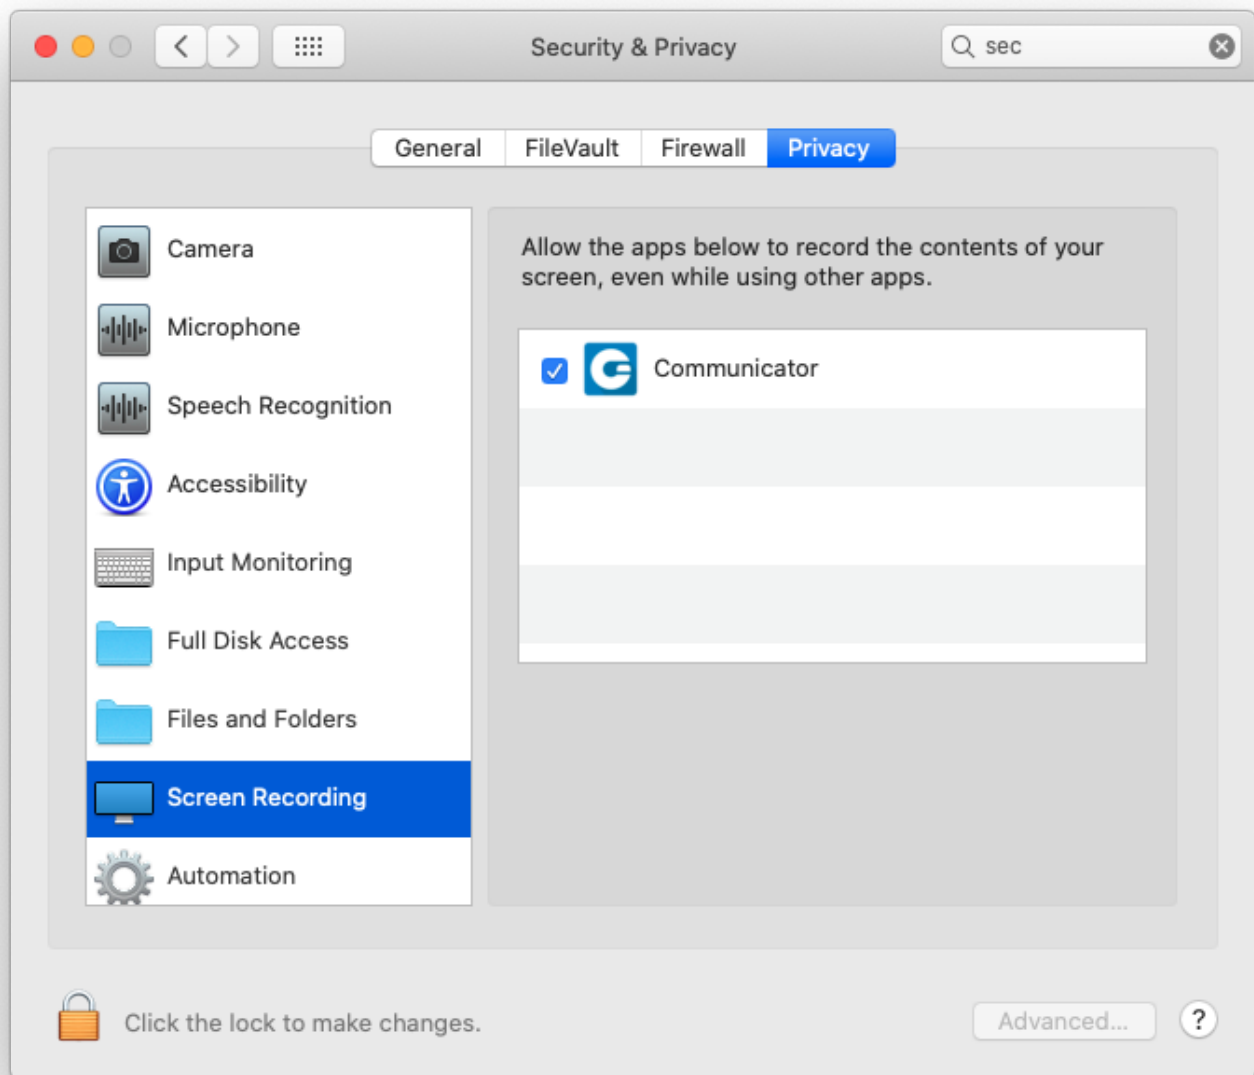 Security & Privacy
sec
General
FileVault
Firewall
Privacy
Camera
Microphone
Speech Recognition
Accessibility
Input Monitoring
Full Disk Access
Files and Folders
Screen Recording
Automation
Allow the apps below to record the contents of your
screen, even while using other apps.
Communicator
Click the lock to make changes.
Advanced...
?